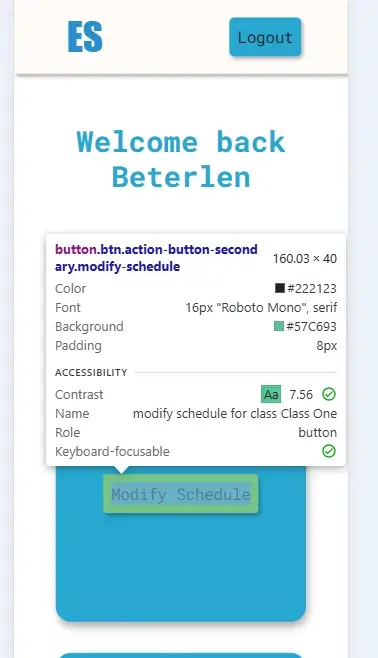 ES
Logout
Welcome back
Beterlen
button.btn.action-button-second
ary.modify-schedule
160.03 × 40
Color #222123
Font 16px "Roboto Mono", serif
Background #57C693
Padding 8px
ACCESSIBILITY
Contrast Aa 7.56
Name modify schedule for class Class One
Role button
Keyboard-focusable
Modify Schedule